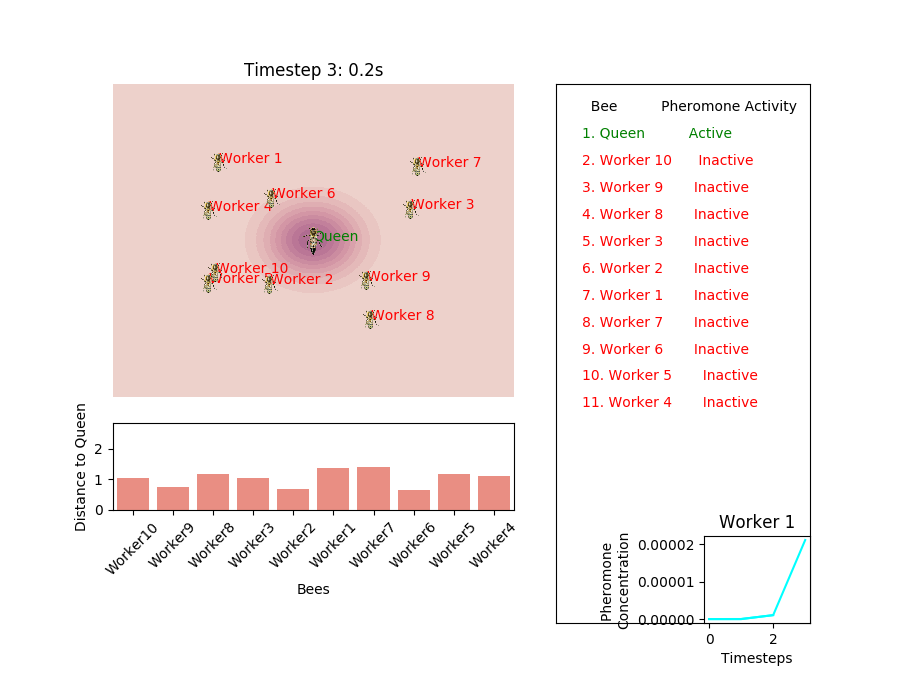 Timestep 3: 0.2s
Worker 1
Worker 7
Worker 6
Worker 4
Worker 3
Queen
Worker 10
Worker
Worker 2
Worker 9
Worker 8
Distance to Queen
2
1
0
Worker10
Worker9
Worker8
Worker3
Worker2
Worker1
Worker7
Worker6
Worker5
Worker4
Bees
Bee Pheromone Activity
1. Queen Active
2. Worker 10 Inactive
3. Worker 9 Inactive
4. Worker 8 Inactive
5. Worker 3 Inactive
6. Worker 2 Inactive
7. Worker 1 Inactive
8. Worker 7 Inactive
9. Worker 6 Inactive
10. Worker 5 Inactive
11. Worker 4 Inactive
Worker 1
Pheromone
Concentration
0.00002
0.00001
0.00000
0
2
Timesteps